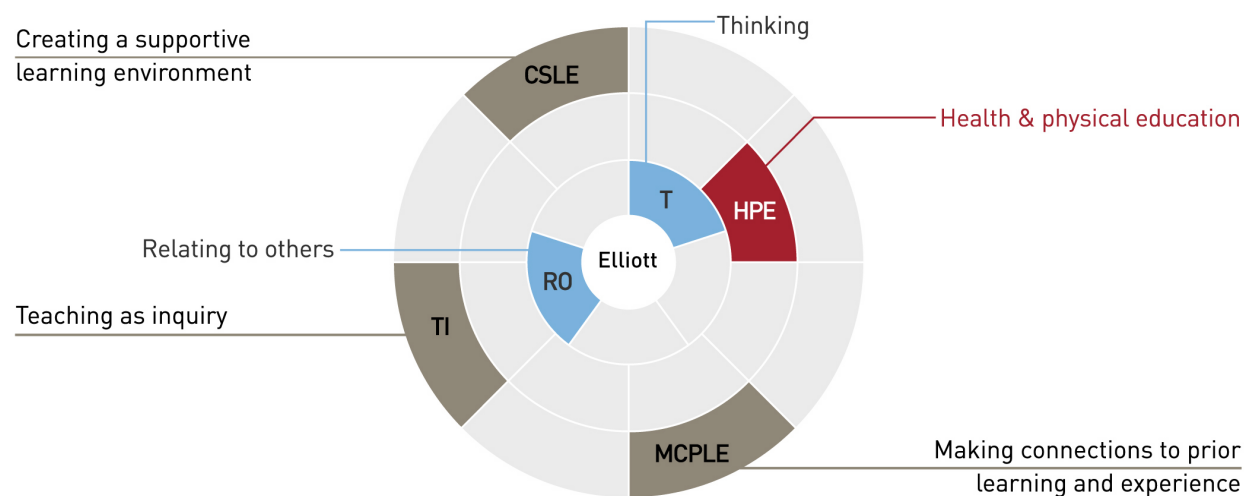 Thinking
Creating a supportive
learning environment
CSLE
Health & physical education
T
HPE
Relating to others
Elliott
RO
Teaching as inquiry
TI
MCPLE
Making connections to prior
learning and experience